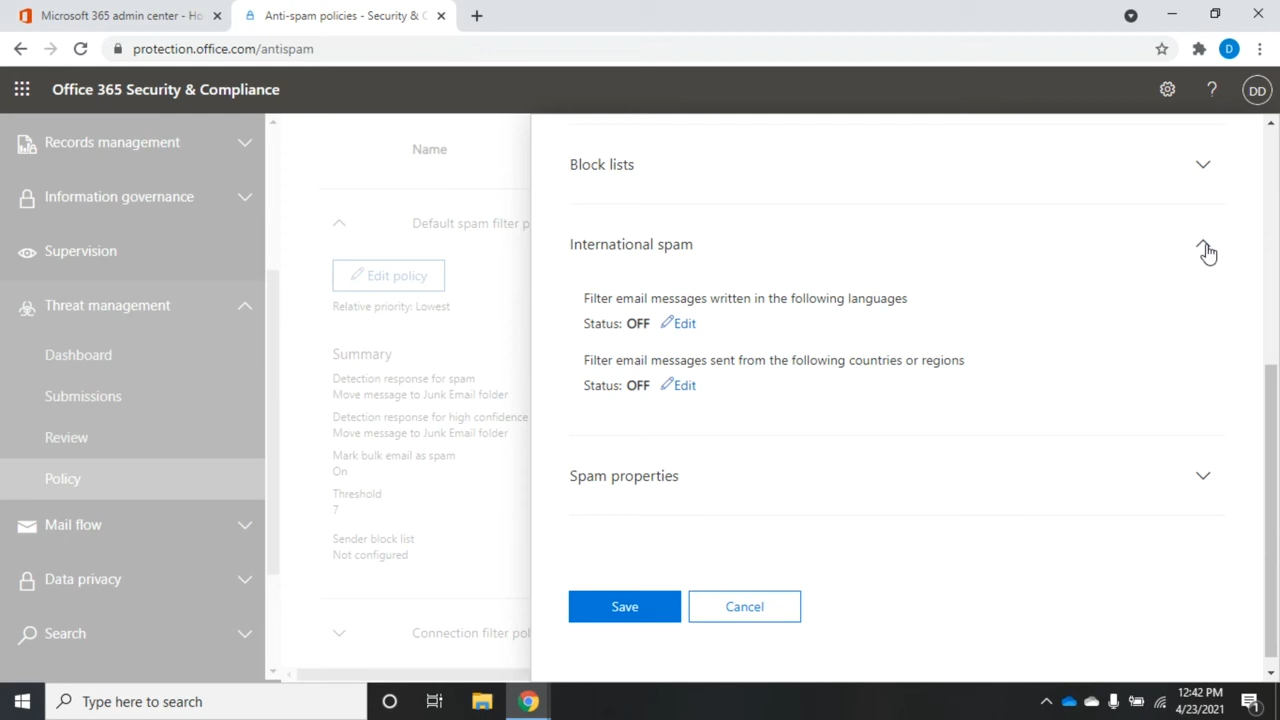 Microsoft 365 admin center - Ho
Anti-spam policies - Security & C
protection.office.com/antispam
D
Office 365 Security & Compliance
?
DD
Records management
Information governance
Supervision
Threat management
Dashboard
Submissions
Review
Policy
Mail flow
Data privacy
Search
Name
Default spam filter p
Edit policy
Relative priority: Lowest
Summary
Detection response for spam
Move message to Junk Email folder
Detection response for high confidence
Move message to Junk Email folder
Mark bulk email as spam
On
Threshold
7
Sender block list
Not configured
Connection filter pol
Block lists
International spam
Filter email messages written in the following languages
Status: OFF Edit
Filter email messages sent from the following countries or regions
Status: OFF Edit
Spam properties
Save
Cancel
Type here to search
12:42 PM
4/23/2021
1